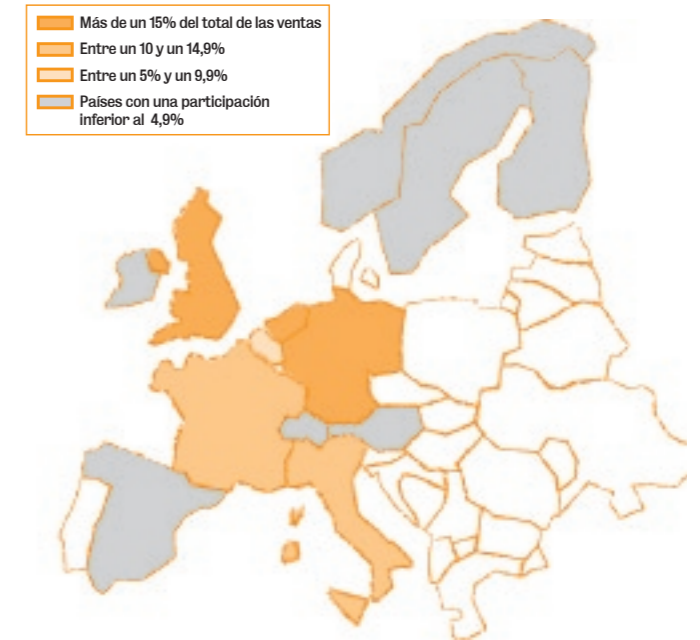 Más de un 15% del total de las ventas
Entre un 10 y un 14,9%
Entre un 5% y un 9,9%
Países con una participación
inferior al 4,9%